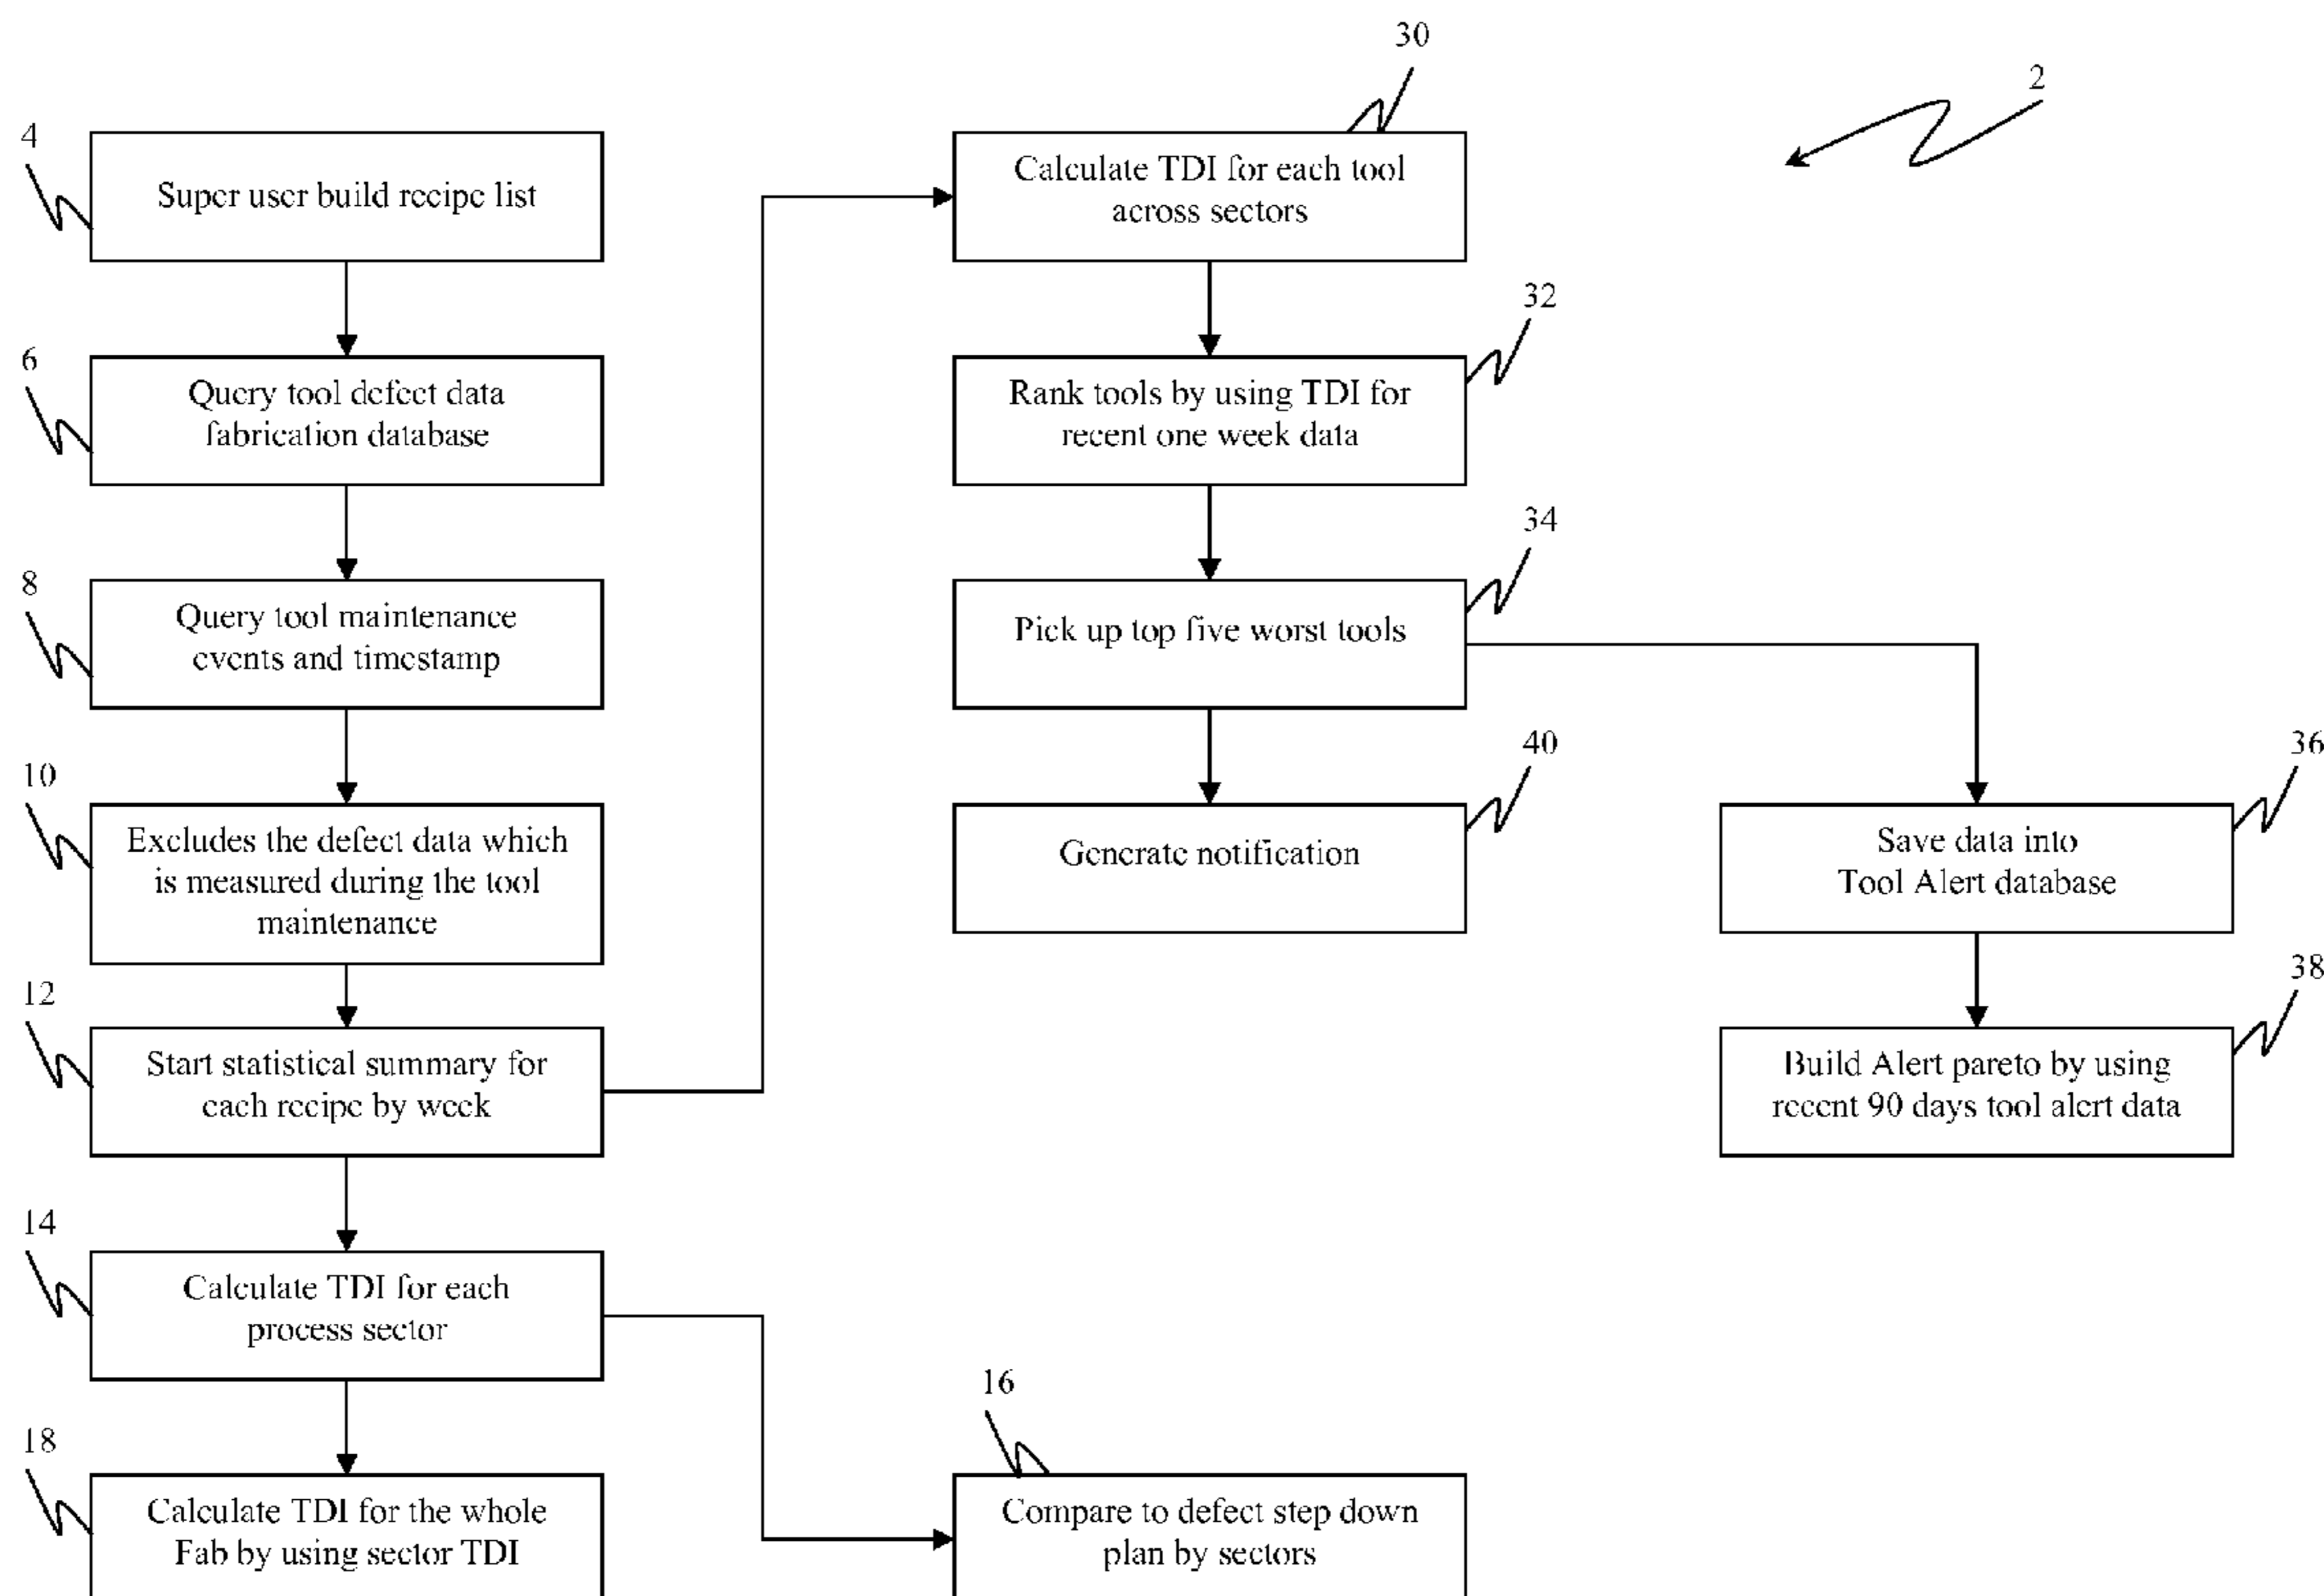 30
2
4
Super user build recipe list
Calculate TDI for each tool
across sectors
32
6
Query tool defect data
fabrication database
Rank tools by using TDI for
recent one week data
34
8
Query tool maintenance
events and timestamp
Pick up top five worst tools
10
40
36
Excludes the defect data which
is measured during the tool
maintenance
Generate notification
Save data into
Tool Alert database
12
38
Start statistical summary for
each recipe by week
Build Alert pareto by using
recent 90 days tool alert data
14
Calculate TDI for each
process sector
16
18
Calculate TDI for the whole
Fab by using sector TDI
Compare to defect step down
plan by sectors